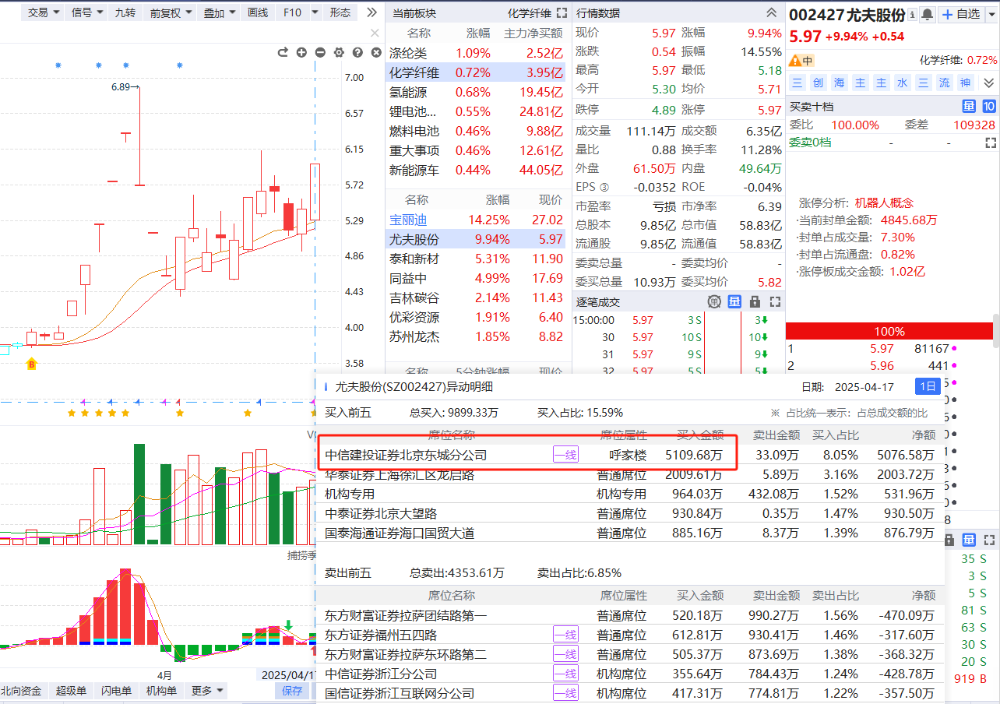 交易 信号 九转 前复权 叠加 画线 F10 形态
6.89
7.00
6.57
6.15
5.72
5.29
4.86
4.43
4.00
3.58
B
捕捞季
4月 2025/04/17
北向资金 超级单 闪电单 机构单 更多 保存
当前板块 化学纤维
名称 涨幅 主力净买额
涤纶类 1.09% 2.52亿
化学纤维 0.72% 3.95亿
氢能源 0.68% 19.45亿
锂电池... 0.55% 24.81亿
燃料电池 0.46% 9.88亿
重大事项 0.46% 12.61亿
新能源车 0.44% 44.05亿
名称 涨幅 现价
宝丽迪 14.25% 27.02
尤夫股份 9.94% 5.97
泰和新材 5.31% 11.90
同益中 4.99% 17.69
吉林碳谷 2.14% 11.43
优彩资源 1.91% 6.40
苏州龙杰 1.85% 8.82
名称 5分钟涨幅 现价
行情数据
现价 5.97 涨幅 9.94%
涨跌 0.54 振幅 14.55%
最高 5.97 最低 5.18
今开 5.30 均价 5.71
跌停 4.89 涨停 5.97
成交量 111.14万 成交额 6.35亿
量比 0.88 换手率 11.28%
外盘 61.50万 内盘 49.64万
EPS ③ -0.0352 ROE -0.04%
市盈率 亏损 市净率 6.39
总股本 9.85亿 总市值 58.83亿
流通股 9.85亿 流通值 58.83亿
委卖总量 - 委卖均价 -
委买总量 10.93万 委买均价 5.82
逐笔成交 单 量
15:00:00 5.97 3 S 3
30 5.97 10 S 10
31 5.97 9 S 9
32 5.97 5 S 5
002427 尤夫股份 自选
5.97 +9.94% +0.54
中 化学纤维: 0.72%
三 创 海 主 主 水 三 流 神
买卖十档 量 10
委比 100.00% 委差 109328
委卖0档 - -
涨停分析: 机器人概念
·当前封单金额: 4845.68万
·封单占成交量: 7.30%
·封单占流通盘: 0.82%
·涨停板成交金额: 1.02亿
100%
1 5.97 81167
2 5.96 441
尤夫股份(SZ002427)异动明细 日期: 2025-04-17 1日
买入前五 总买入: 9899.33万 买入占比: 15.59% ※ 占比统一表示: 占总成交额的比
席位名称 席位属性 买入金额 卖出金额 买入占比 净额
中信建投证券北京东城分公司 一线 呼家楼 5109.68万 33.09万 8.05% 5076.58万
华泰证券上海徐汇区龙启路 普通席位 2009.61万 5.89万 3.16% 2003.72万
机构专用 机构专用 964.03万 432.08万 1.52% 531.96万
中泰证券北京大望路 普通席位 930.84万 0.35万 1.47% 930.50万
国泰海通证券海口国贸大道 普通席位 885.16万 8.37万 1.39% 876.79万
卖出前五 总卖出:4353.61万 卖出占比:6.85%
席位名称 席位属性 买入金额 卖出金额 卖出占比 净额
东方财富证券拉萨团结路第一 普通席位 520.18万 990.27万 1.56% -470.09万
东方证券福州五四路 一线 普通席位 612.81万 930.41万 1.46% -317.60万
东方财富证券拉萨东环路第二 一线 普通席位 505.37万 873.69万 1.38% -368.32万
中信证券浙江分公司 一线 机构席位 355.64万 784.43万 1.24% -428.78万
国信证券浙江互联网分公司 一线 机构席位 417.31万 774.81万 1.22% -357.50万
量
35 S
3 S
5 S
81 S
63 S
30 S
20 S
919 B